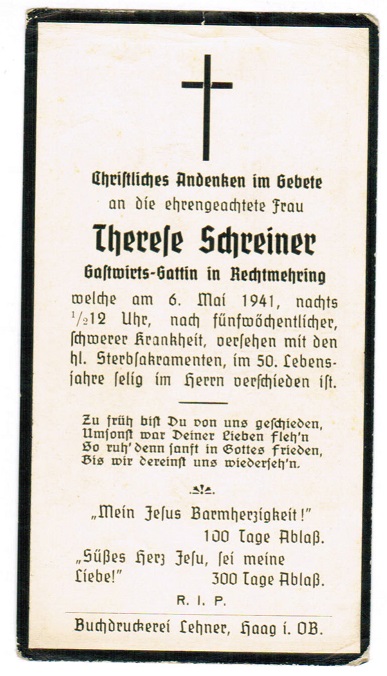 Christliches Andenken im Gebete
an die ehrengeachtete Frau
Therese Schreiner
Gastwirts-Gattin in Rechtmehring
welche am 6. Mai 1941, nachts
1/2 12 Uhr, nach fünfwöchentlicher,
schwerer Krankheit, versehen mit den
hl. Sterbsakramenten, im 50. Lebens-
jahre selig im Herrn verschieden ist.
Zu früh bist Du von uns geschieden,
Umsonst war Deiner Lieben Fleh'n
So ruh' denn sanft in Gottes Frieden,
Bis wir dereinst uns wiederseh'n.
„Mein Jesus Barmherzigkeit!"
100 Tage Ablaß.
„Süßes Herz Jesu, sei meine
Liebe!" 300 Tage Ablaß.
R. I. P.
Buchdruckerei Lehner, Haag i. OB.